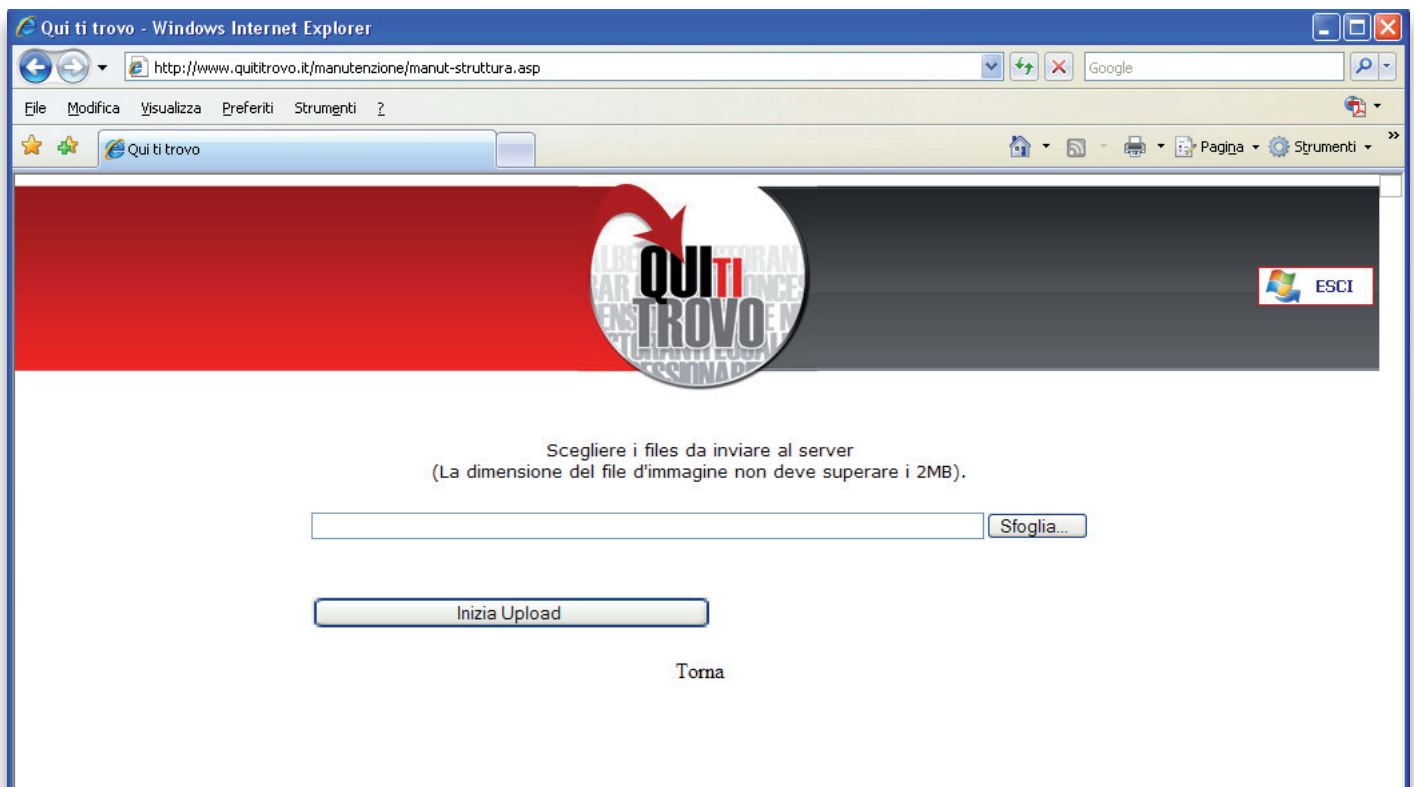 Qui ti trovo - Windows Internet Explorer
http://www.quititrovo.it/manutenzione/manut-struttura.asp
Google
File Modifica Visualizza Preferiti Strumenti ?
Qui ti trovo
Pagina Strumenti »
QUI TI
TROVO
ESCI
Scegliere i files da inviare al server
(La dimensione del file d'immagine non deve superare i 2MB).
Sfoglia...
Inizia Upload
Torna